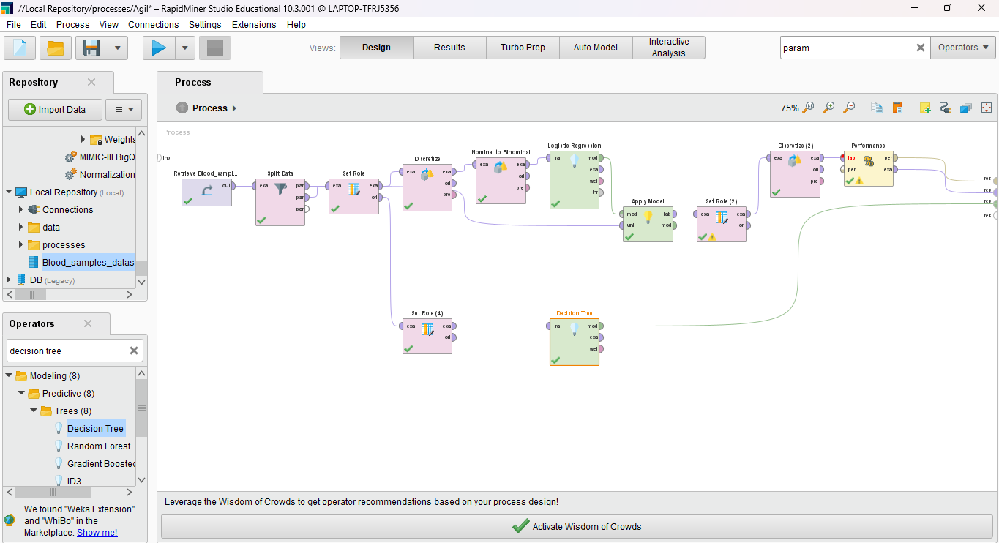 //Local Repository/processes/Agil* – RapidMiner Studio Educational 10.3.001 @ LAPTOP-TFRJ5356
File Edit Process View Connections Settings Extensions Help
Views: Design Results Turbo Prep Auto Model Interactive Analysis
param Operators
Repository
Import Data
Weights
MIMIC-III BigQ
Normalization
Local Repository (Local)
Connections
data
processes
Blood_samples_datas
DB (Legacy)
Operators
decision tree
Modeling (8)
Predictive (8)
Trees (8)
Decision Tree
Random Forest
Gradient Boosted
ID3
We found "Weka Extension"
and "WhiBo" in the
Marketplace. Show me!
Process
Process
75%
Process
inp
Retrieve Blood_sampl...
out
Split Data
exa par
par
par
Set Role
exa exa
ori
Discretize
exa exa
ori
pre
Nominal to Binominal
exa exa
ori
pre
Logistic Regression
tra mod
exa
wei
thr
Apply Model
mod lab
unl mod
Set Role (2)
exa exa
ori
Discretize (2)
exa exa
ori
pre
Performance
lab per
per exa
res
res
res
res
Set Role (4)
exa exa
ori
Decision Tree
tra mod
exa
wei
Leverage the Wisdom of Crowds to get operator recommendations based on your process design!
Activate Wisdom of Crowds